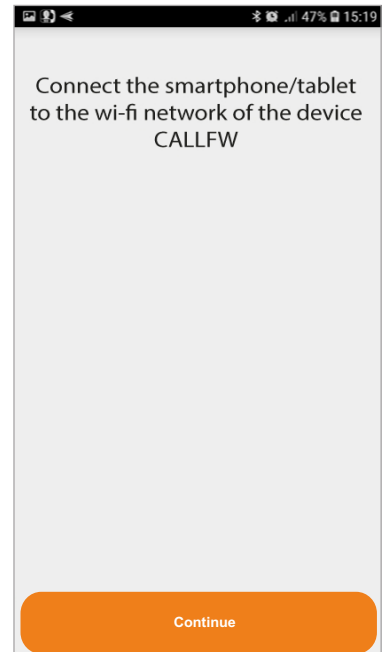 47% 15:19
Connect the smartphone/tablet
to the wi-fi network of the device
CALLFW
Continue